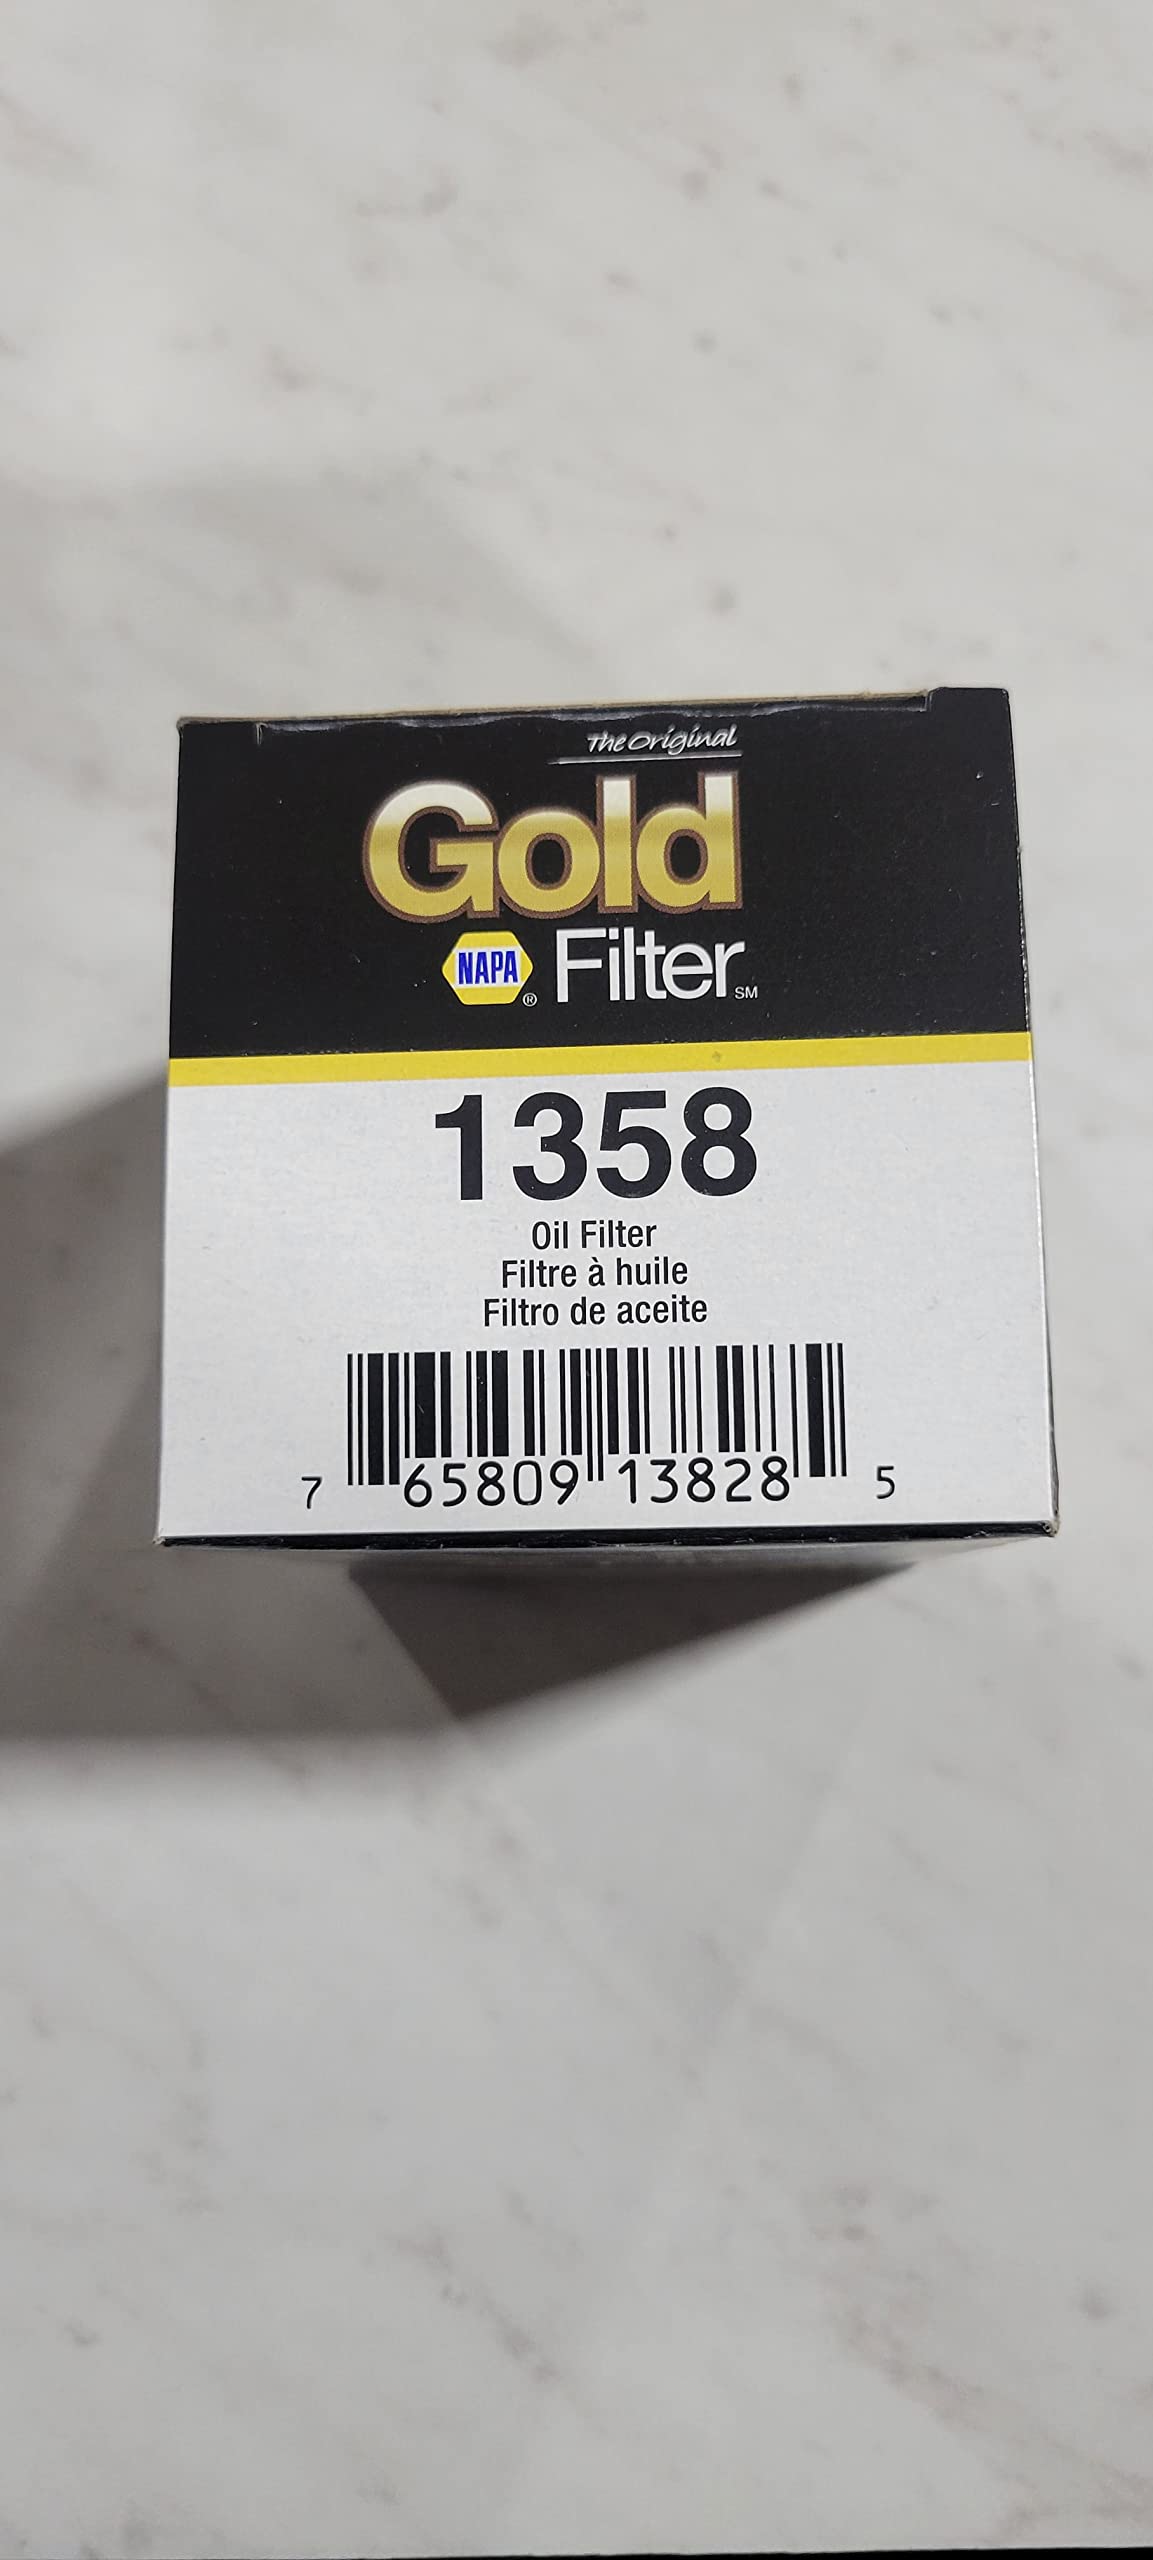 The Original
Gold
NAPA® Filter SM
1358
Oil Filter
Filtre à huile
Filtro de aceite
7 65809 13828 5